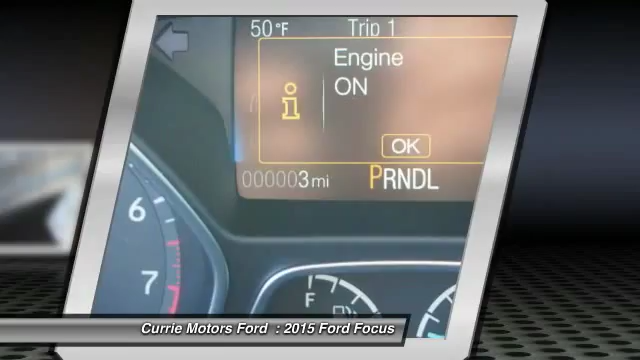 50°F Trip 1
Engine
ON
OK
000003mi PRNDL
6
7
F
Currie Motors Ford : 2015 Ford Focus